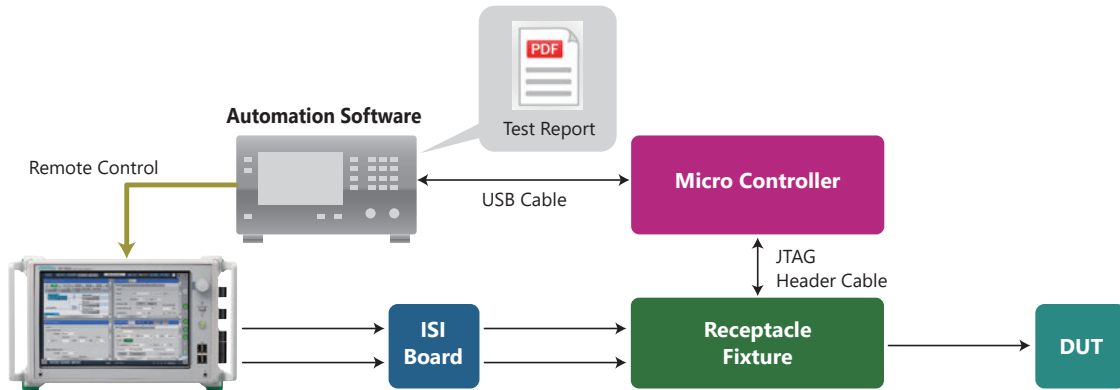 PDF
Test Report
Automation Software
Remote Control
USB Cable
Micro Controller
JTAG
Header Cable
ISI
Board
Receptacle
Fixture
DUT